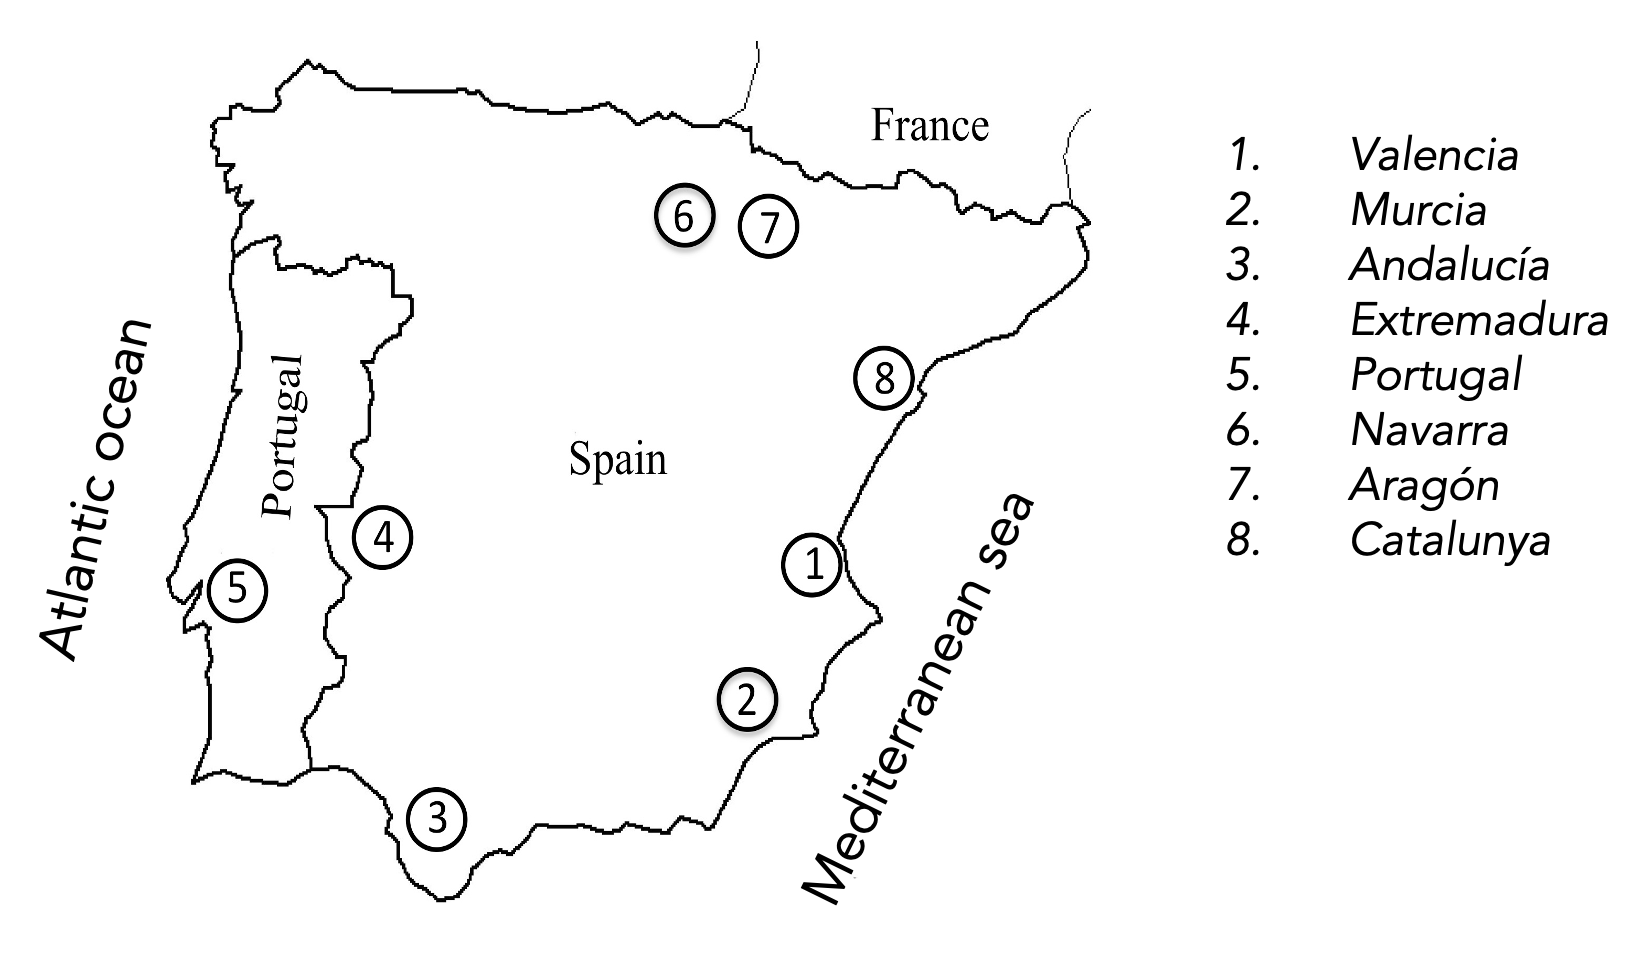 France
6
7
8
Portugal
Spain
Atlantic ocean
4
1
5
2
3
Mediterranean sea
1. Valencia
2. Murcia
3. Andalucía
4. Extremadura
5. Portugal
6. Navarra
7. Aragón
8. Catalunya